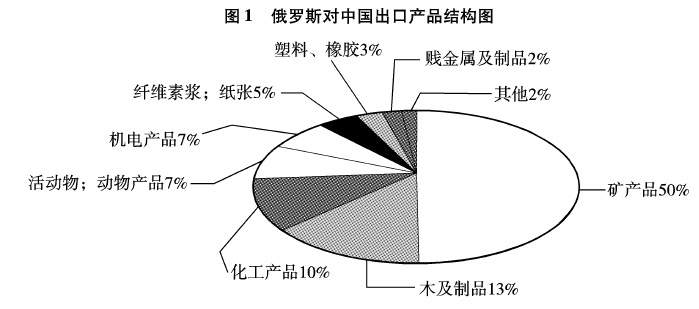 图1 俄罗斯对中国出口产品结构图
塑料、橡胶3%
贱金属及制品2%
纤维素浆；纸张5%
其他2%
机电产品7%
活动物；动物产品7%
矿产品50%
化工产品10%
木及制品13%